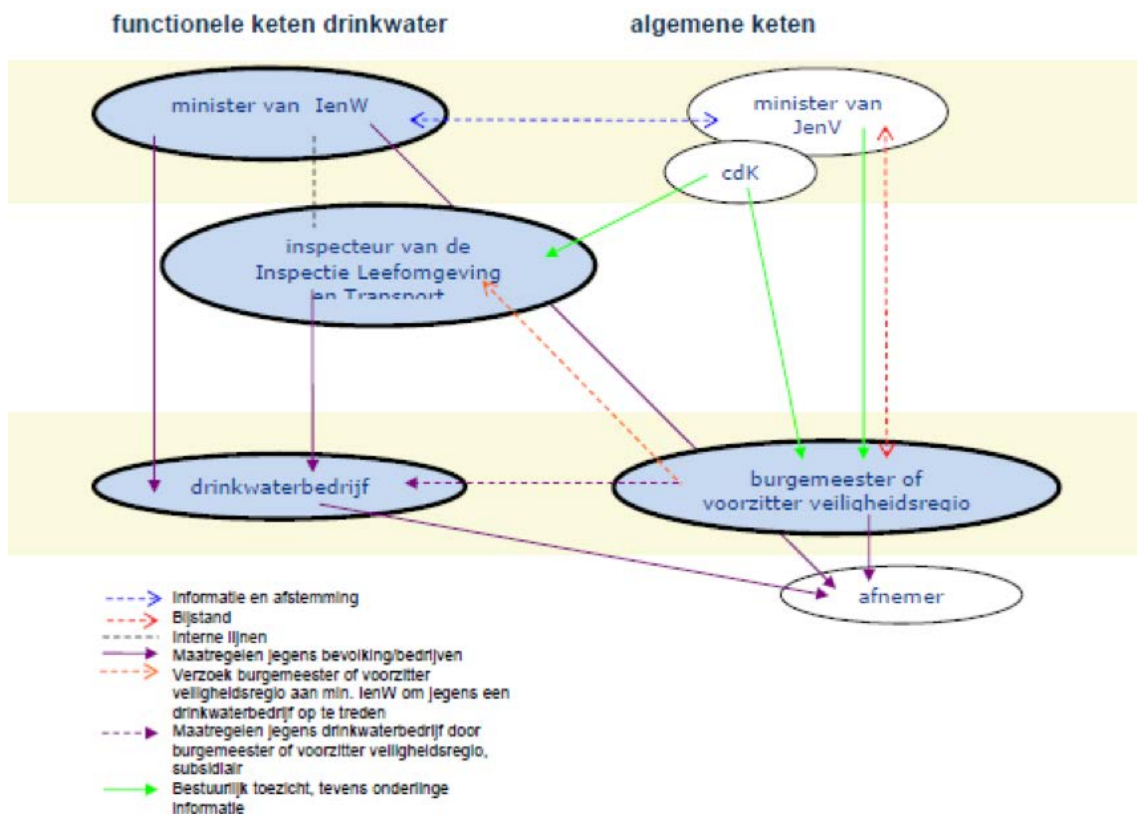 functionele keten drinkwater
algemene keten
minister van IenW
minister van
JenV
cdK
inspecteur van de
Inspectie Leefomgeving
en Transport
drinkwaterbedrijf
burgemeester of
voorzitter veiligheidsregio
afnemer
Informatie en afstemming
Bijstand
Interne lijnen
Maatregelen jegens bevolking/bedrijven
Verzoek burgemeester of voorzitter
veiligheidsregio aan min. IenW om jegens een
drinkwaterbedrijf op te treden
Maatregelen jegens drinkwaterbedrijf door
burgemeester of voorzitter veiligheidsregio,
subsidiair
Bestuurlijk toezicht, tevens onderlinge
informatie